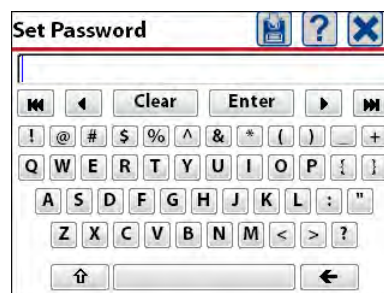 Set Password ?
Clear Enter
! @ # $ % ^ & * ( ) _ +
Q W E R T Y U I O P { }
A S D F G H J K L : "
Z X C V B N M < > ?